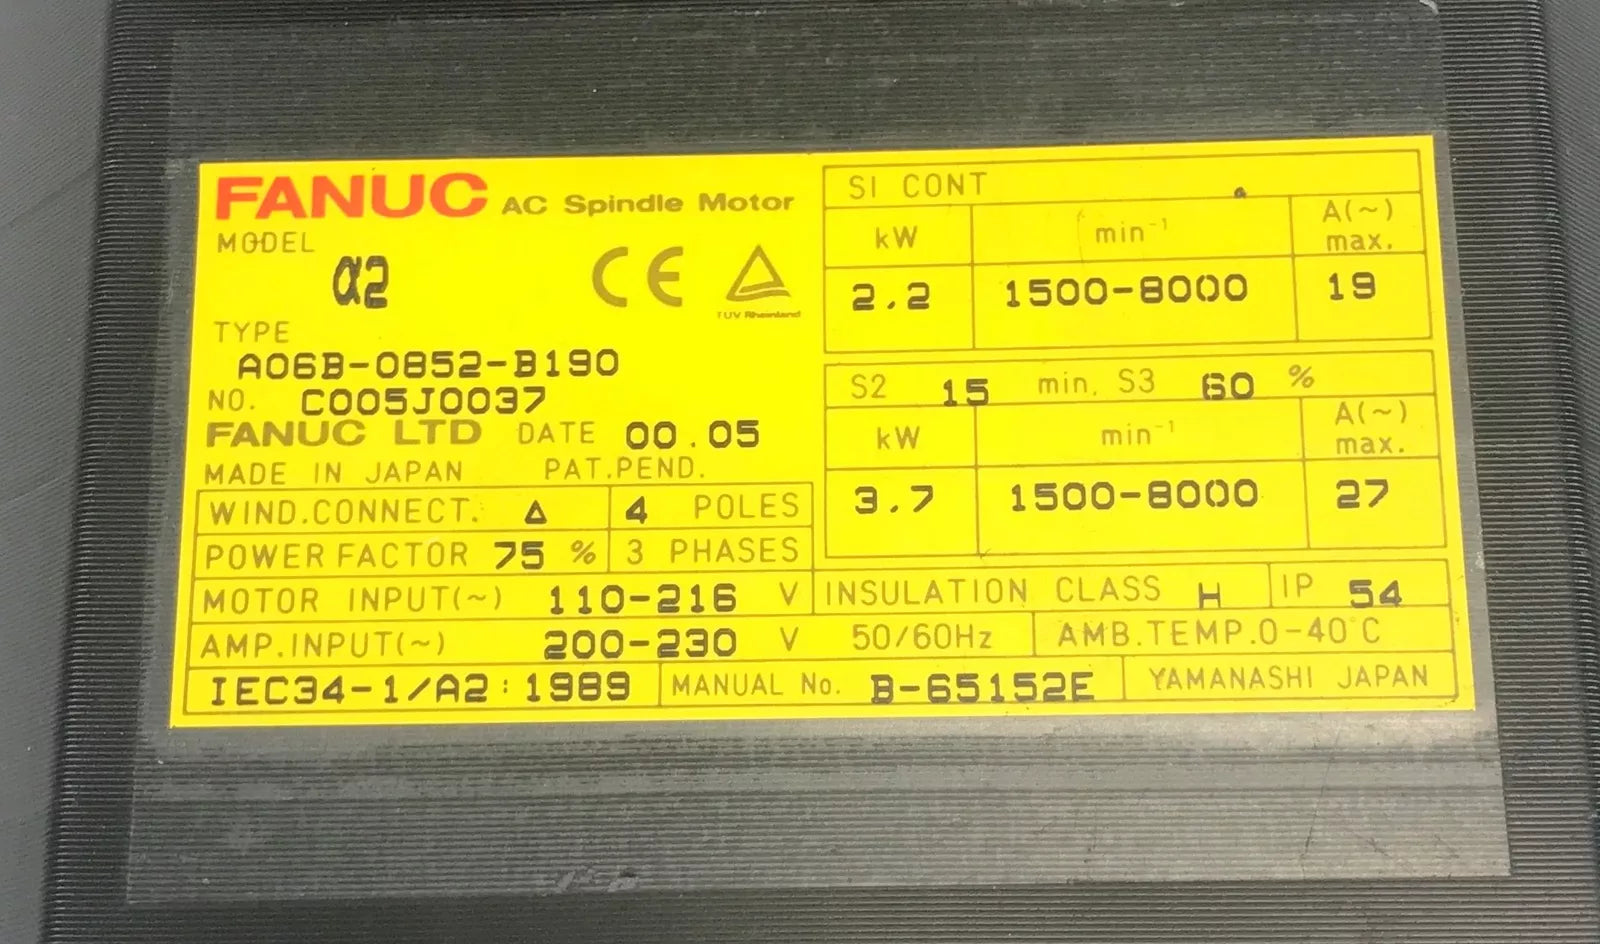 FANUC AC Spindle Motor
MODEL
α2
CE
TÜV Rheinland
TYPE
A06B-0852-B190
NO. C005J0037
FANUC LTD DATE 00.05
MADE IN JAPAN PAT.PEND.
WIND.CONNECT. Δ 4 POLES
POWER FACTOR 75 % 3 PHASES
MOTOR INPUT(~) 110-216 V
AMP.INPUT(~) 200-230 V 50/60Hz
IEC34-1/A2:1989
S1 CONT
kW min⁻¹ A(~) max.
2.2 1500-8000 19
S2 15 min, S3 60 %
kW min⁻¹ A(~) max.
3.7 1500-8000 27
INSULATION CLASS H IP 54
AMB.TEMP.0-40°C
MANUAL No. B-65152E YAMANASHI JAPAN